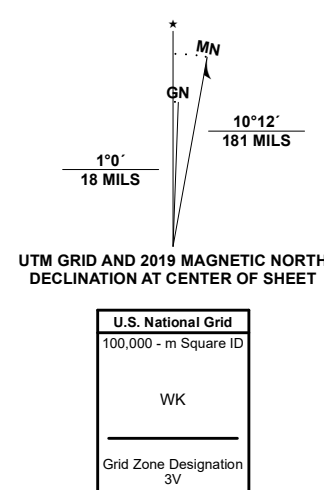 ★
MN
GN
10°12´
181 MILS
1°0´
18 MILS
UTM GRID AND 2019 MAGNETIC NORTH
DECLINATION AT CENTER OF SHEET
U.S. National Grid
100,000 - m Square ID
WK
Grid Zone Designation
3V